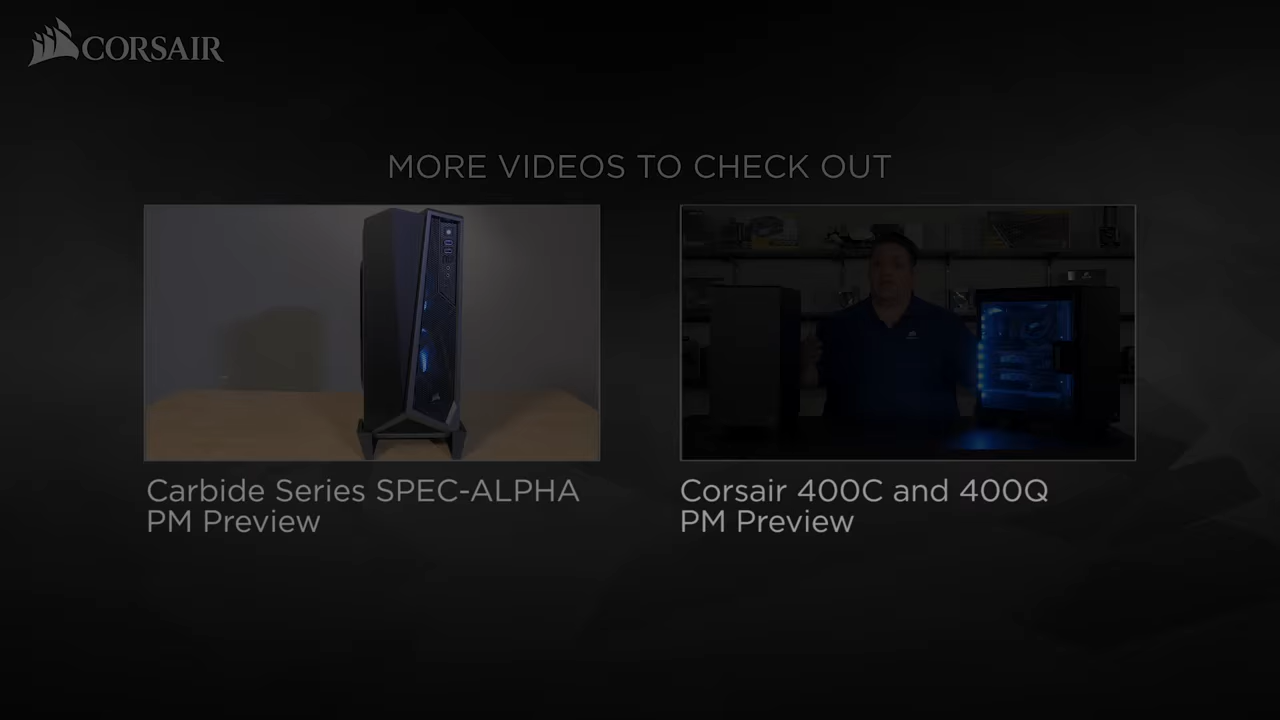 CORSAIR
MORE VIDEOS TO CHECK OUT
Carbide Series SPEC-ALPHA
PM Preview
Corsair 400C and 400Q
PM Preview